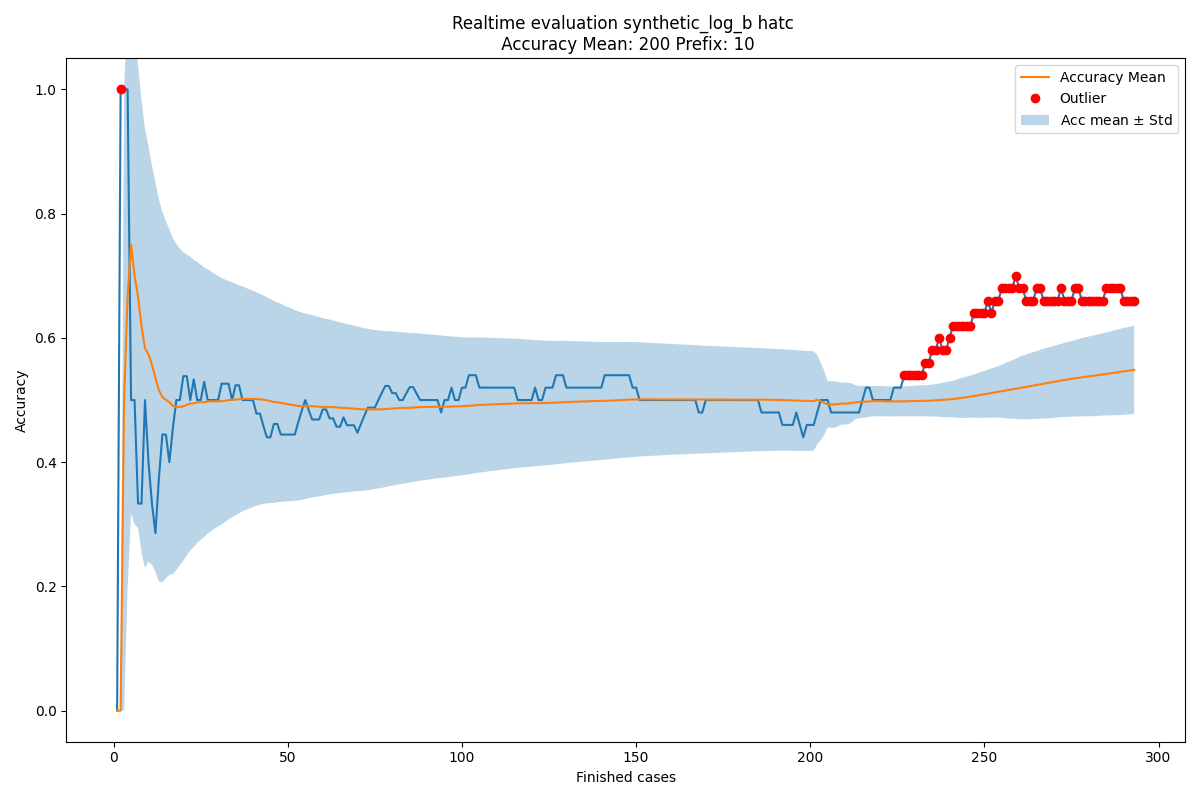 Realtime evaluation synthetic_log_b hatc
Accuracy Mean: 200 Prefix: 10
Accuracy Mean
Outlier
Acc mean ± Std
1.0
0.8
0.6
0.4
0.2
0.0
Accuracy
0 50 100 150 200 250 300
Finished cases